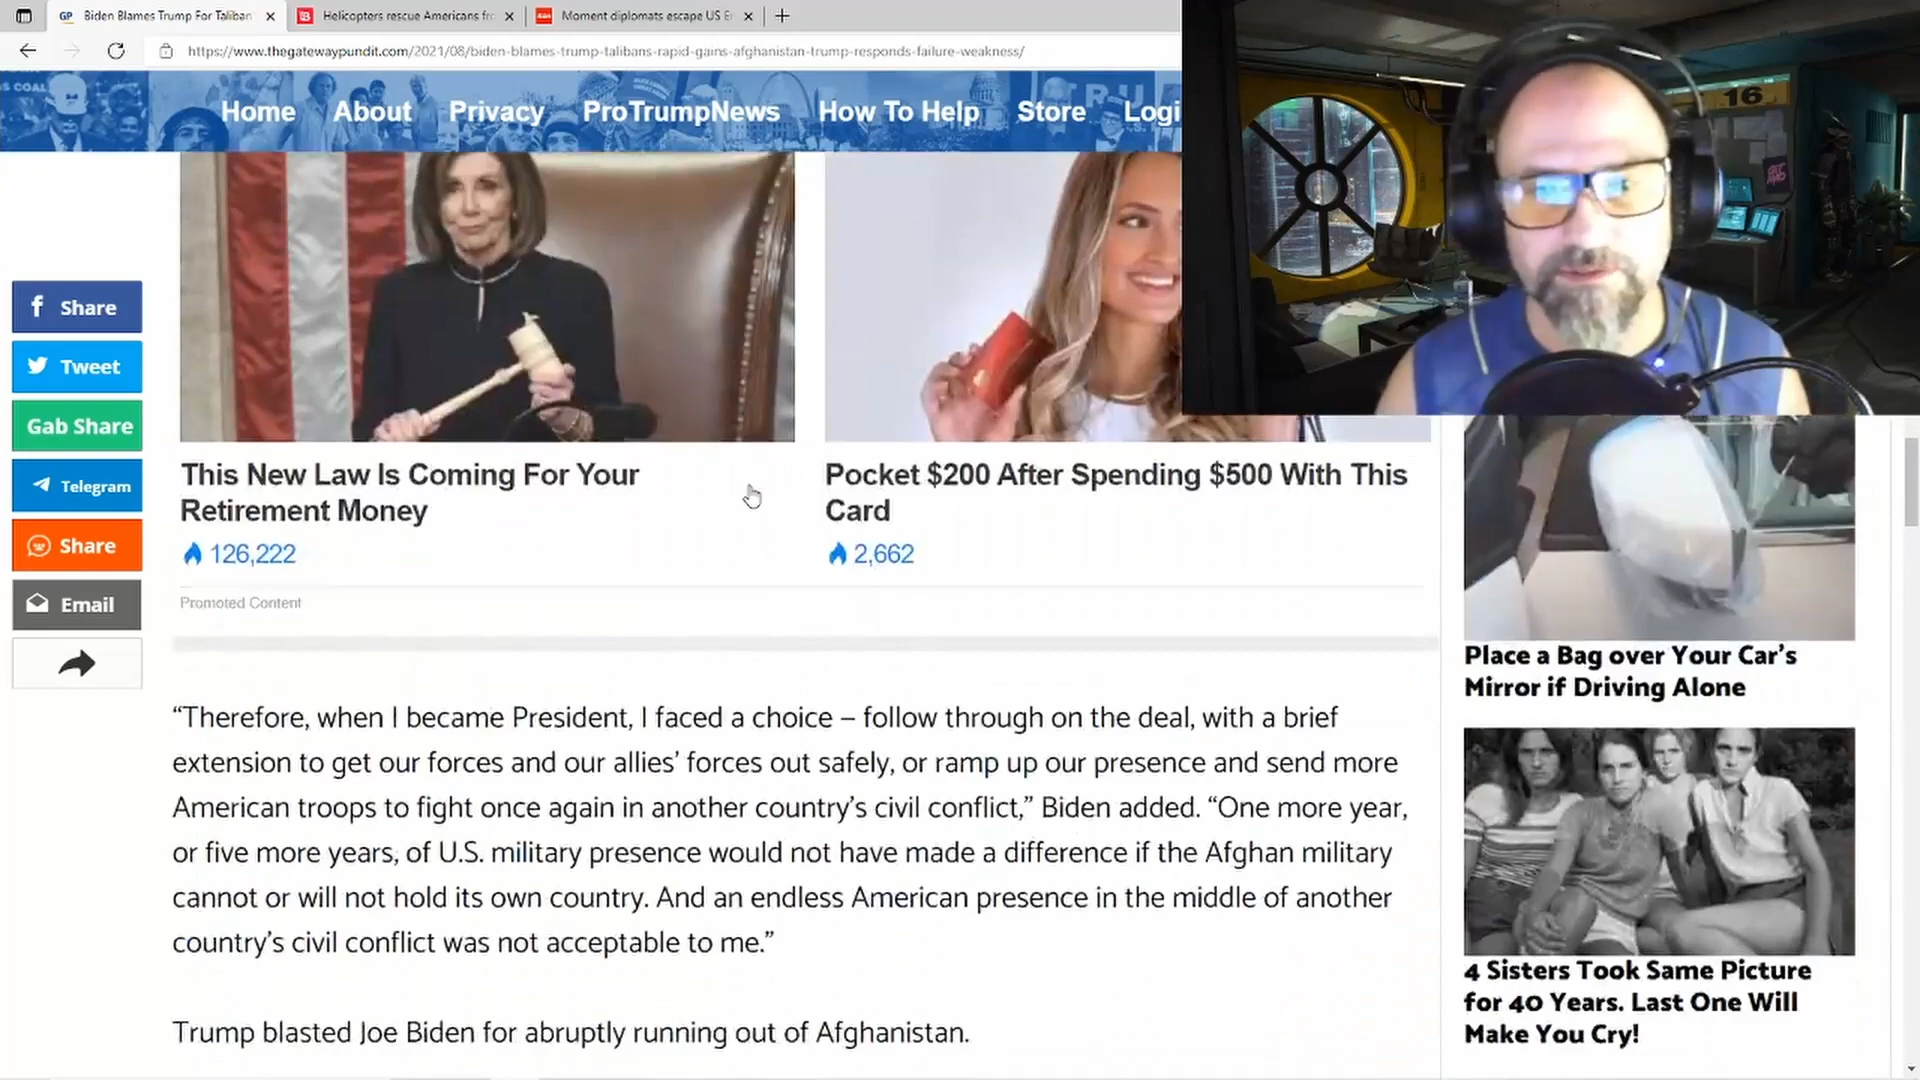 Biden Blames Trump For Taliban
Helicopters rescue Americans fr
Moment diplomats escape US E
https://www.thegatewaypundit.com/2021/08/biden-blames-trump-talibans-rapid-gains-afghanistan-trump-responds-failure-weakness/
Home About Privacy ProTrumpNews How To Help Store Logi
16
Share
Tweet
Gab Share
Telegram
Share
Email
This New Law Is Coming For Your
Retirement Money
126,222
Pocket $200 After Spending $500 With This
Card
2,662
Promoted Content
Place a Bag over Your Car's
Mirror if Driving Alone
“Therefore, when I became President, I faced a choice – follow through on the deal, with a brief
extension to get our forces and our allies’ forces out safely, or ramp up our presence and send more
American troops to fight once again in another country’s civil conflict,” Biden added. “One more year,
or five more years, of U.S. military presence would not have made a difference if the Afghan military
cannot or will not hold its own country. And an endless American presence in the middle of another
country’s civil conflict was not acceptable to me.”
Trump blasted Joe Biden for abruptly running out of Afghanistan.
4 Sisters Took Same Picture
for 40 Years. Last One Will
Make You Cry!